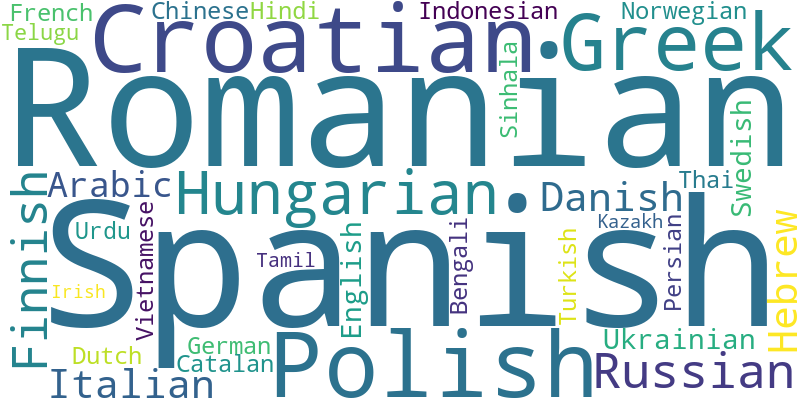 French
Chinese
Hindi
Indonesian
Norwegian
Telugu
Croatian
Greek
Romanian
Sinhala
Swedish
Arabic
Hungarian
Danish
Thai
Finnish
Spanish
Urdu
Vietnamese
English
Bengali
Kazakh
Turkish
Persian
Hebrew
Tamil
Irish
Polish
Ukrainian
Dutch
German
Catalan
Italian
Russian